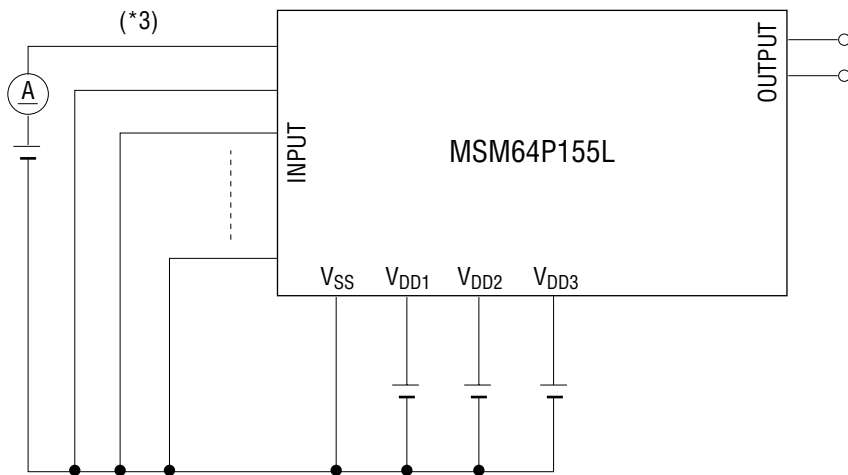 (*3)
A
INPUT
OUTPUT
MSM64P155L
VSS VDD1 VDD2 VDD3